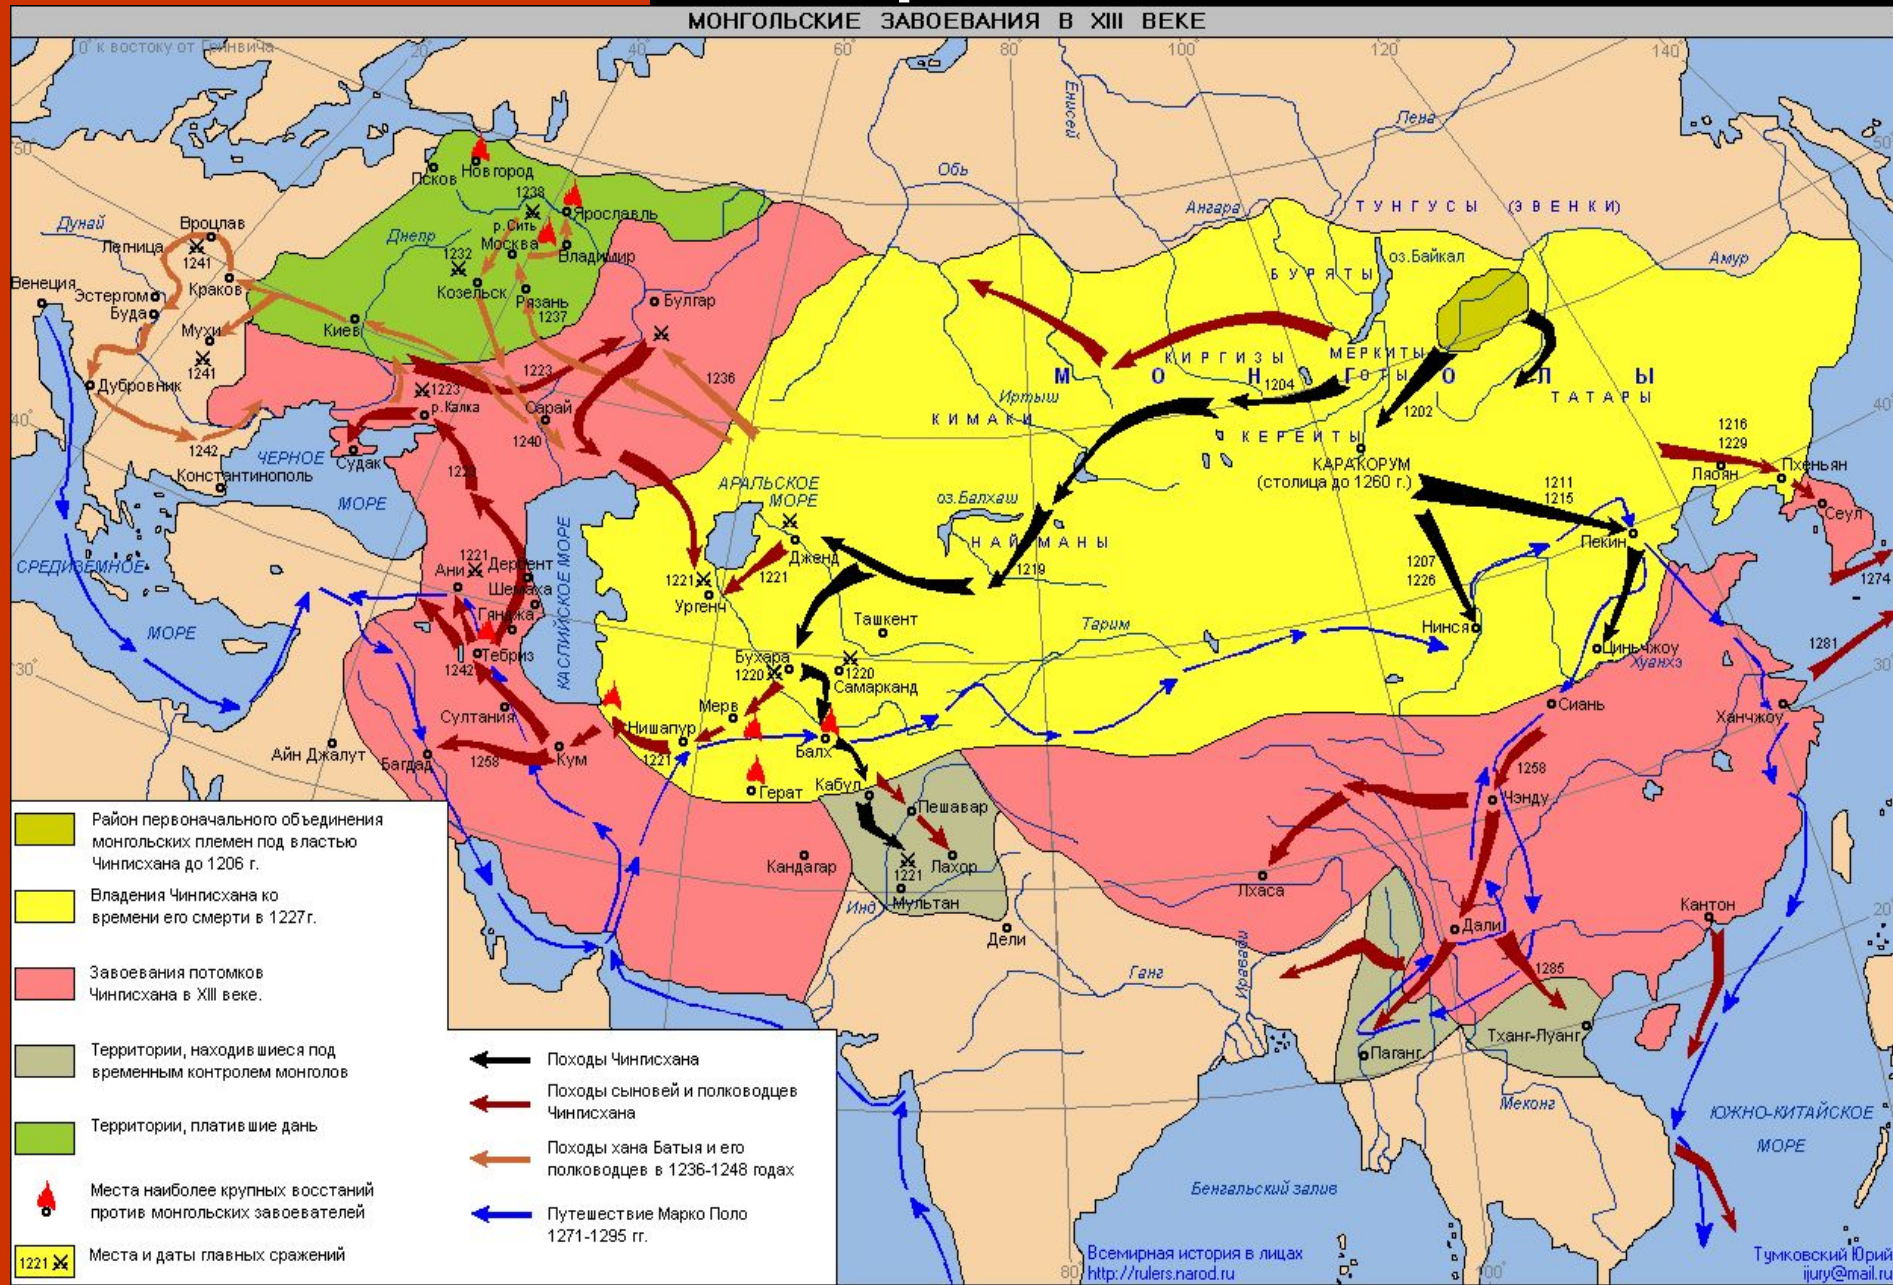 МОНГОЛЬСКИЕ ЗАВОЕВАНИЯ В XIII ВЕКЕ
0° к востоку от Гринвича
20°
40°
60°
80°
100°
120°
140°
50°
50°
Енисей
Лена
Обь
Ангара
ТУНГУСЫ (ЭВЕНКИ)
Амур
оз.Байкал
БУРЯТЫ
Псков
Новгород
1238
Ярославль
р.Сить
Москва
Владимир
Днепр
1232
Козельск
Рязань
1237
Булгар
Дунай
Вроцлав
Легница
1241
Краков
Венеция
Эстергом
Буда
Мухи
1241
Киев
Дубровник
1242
1223
1223
р.Калка
1236
Сарай
1240
Судак
1222
40°
40°
ЧЕРНОЕ
МОРЕ
Константинополь
КИРГИЗЫ
МЕРКИТЫ
МОНГОЛЫ
ГОТЫ
1204
1202
ТАТАРЫ
Иртыш
КИМАКИ
КЕРЕИТЫ
КАРАКОРУМ
(столица до 1260 г.)
1216
1229
Ляоян
Пхеньян
Сеул
1211
1215
Пекин
1207
1226
1274
1281
АРАЛЬСКОЕ
МОРЕ
оз.Балхаш
НАЙМАНЫ
1219
Дженд
1221
1221
Ургенч
Ташкент
Тарим
Нинся
Циньчжоу
Хуанхэ
30°
30°
СРЕДИЗЕМНОЕ
МОРЕ
КАСПИЙСКОЕ МОРЕ
1221
Ани
Дербент
Шемаха
Гянджа
Тебриз
1242
Султания
Айн Джалут
Багдад
1258
Кум
Бухара
1220
1220
Самарканд
Мерв
Нишапур
1221
Балх
Герат
Кабул
Пешавар
Лахор
1221
Мультан
Кандагар
Инд
Дели
Ганг
Иравади
Сиань
Ханчжоу
1258
Чэнду
Лхаса
Дали
Кантон
20°
1285
Тханг-Луанг
Паганг
Меконг
ЮЖНО-КИТАЙСКОЕ
МОРЕ
Бенгальский залив
80°
100°
Район первоначального объединения
монгольских племен под властью
Чингисхана до 1206 г.
Владения Чингисхана ко
времени его смерти в 1227г.
Завоевания потомков
Чингисхана в XIII веке.
Территории, находившиеся под
временным контролем монголов
Территории, платившие дань
Места наиболее крупных восстаний
против монгольских завоевателей
1221
Места и даты главных сражений
Походы Чингисхана
Походы сыновей и полководцев
Чингисхана
Походы хана Батыя и его
полководцев в 1236-1248 годах
Путешествие Марко Поло
1271-1295 гг.
Всемирная история в лицах
http://rulers.narod.ru
Тумковский Юрий
ijury@mail.ru